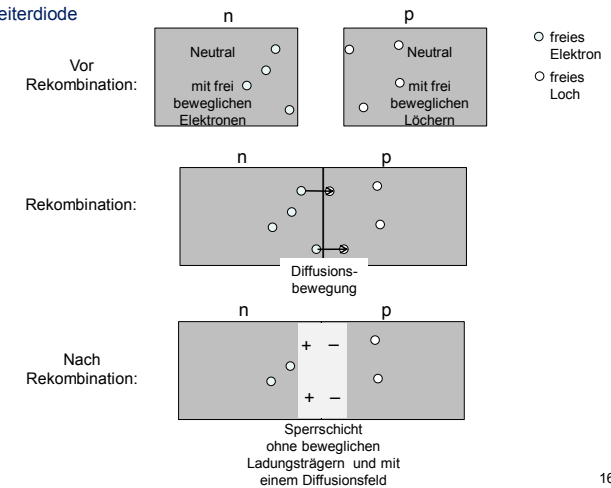 eiterdiode
n
p
Neutral
mit frei
beweglichen
Elektronen
Neutral
mit frei
beweglichen
Löchern
freies
Elektron
freies
Loch
Vor
Rekombination:
n
p
Rekombination:
Diffusions-
bewegung
n
p
Nach
Rekombination:
+ –
+ –
Sperrschicht
ohne beweglichen
Ladungsträgern und mit
einem Diffusionsfeld
16